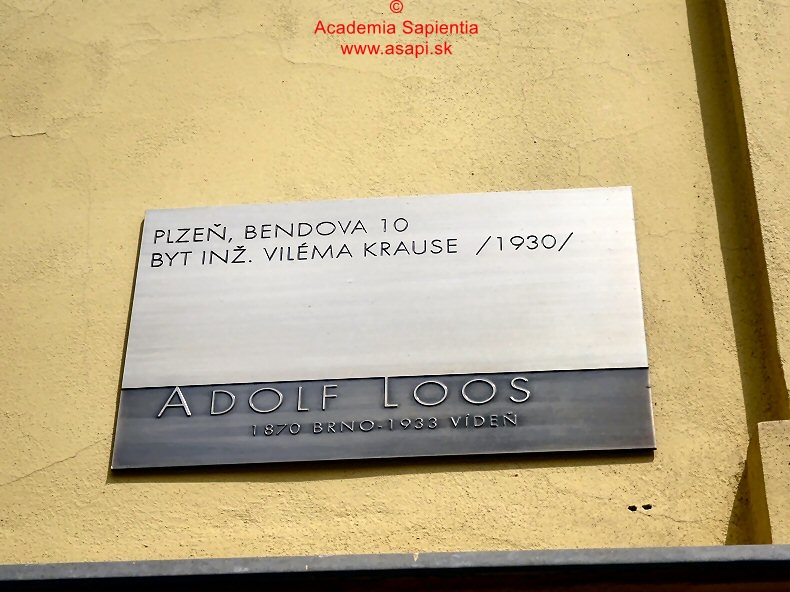 ©
Academia Sapientia
www.asapi.sk
PLZEŇ, BENDOVA 10
BYT INŽ. VILÉMA KRAUSE /1930/
ADOLF LOOS
1870 BRNO-1933 VÍDEŇ